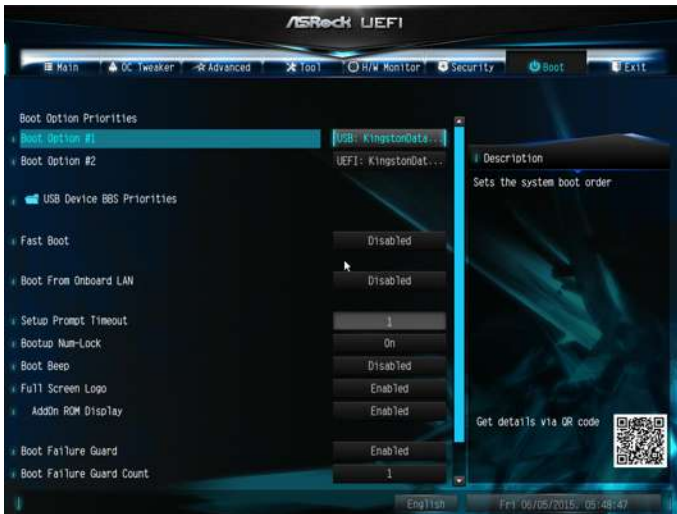 ASRock UEFI
Main OC Tweaker Advanced Tool H/W Monitor Security Boot Exit
Boot Option Priorities
Boot Option #1 USB: KingstonData...
Boot Option #2 UEFI: KingstonDat...
USB Device BBS Priorities
Fast Boot Disabled
Boot From Onboard LAN Disabled
Setup Prompt Timeout 1
Bootup Num-Lock On
Boot Beep Disabled
Full Screen Logo Enabled
AddOn ROM Display Enabled
Boot Failure Guard Enabled
Boot Failure Guard Count 1
Description
Sets the system boot order
Get details via QR code
English Fri 06/05/2015, 05:48:47